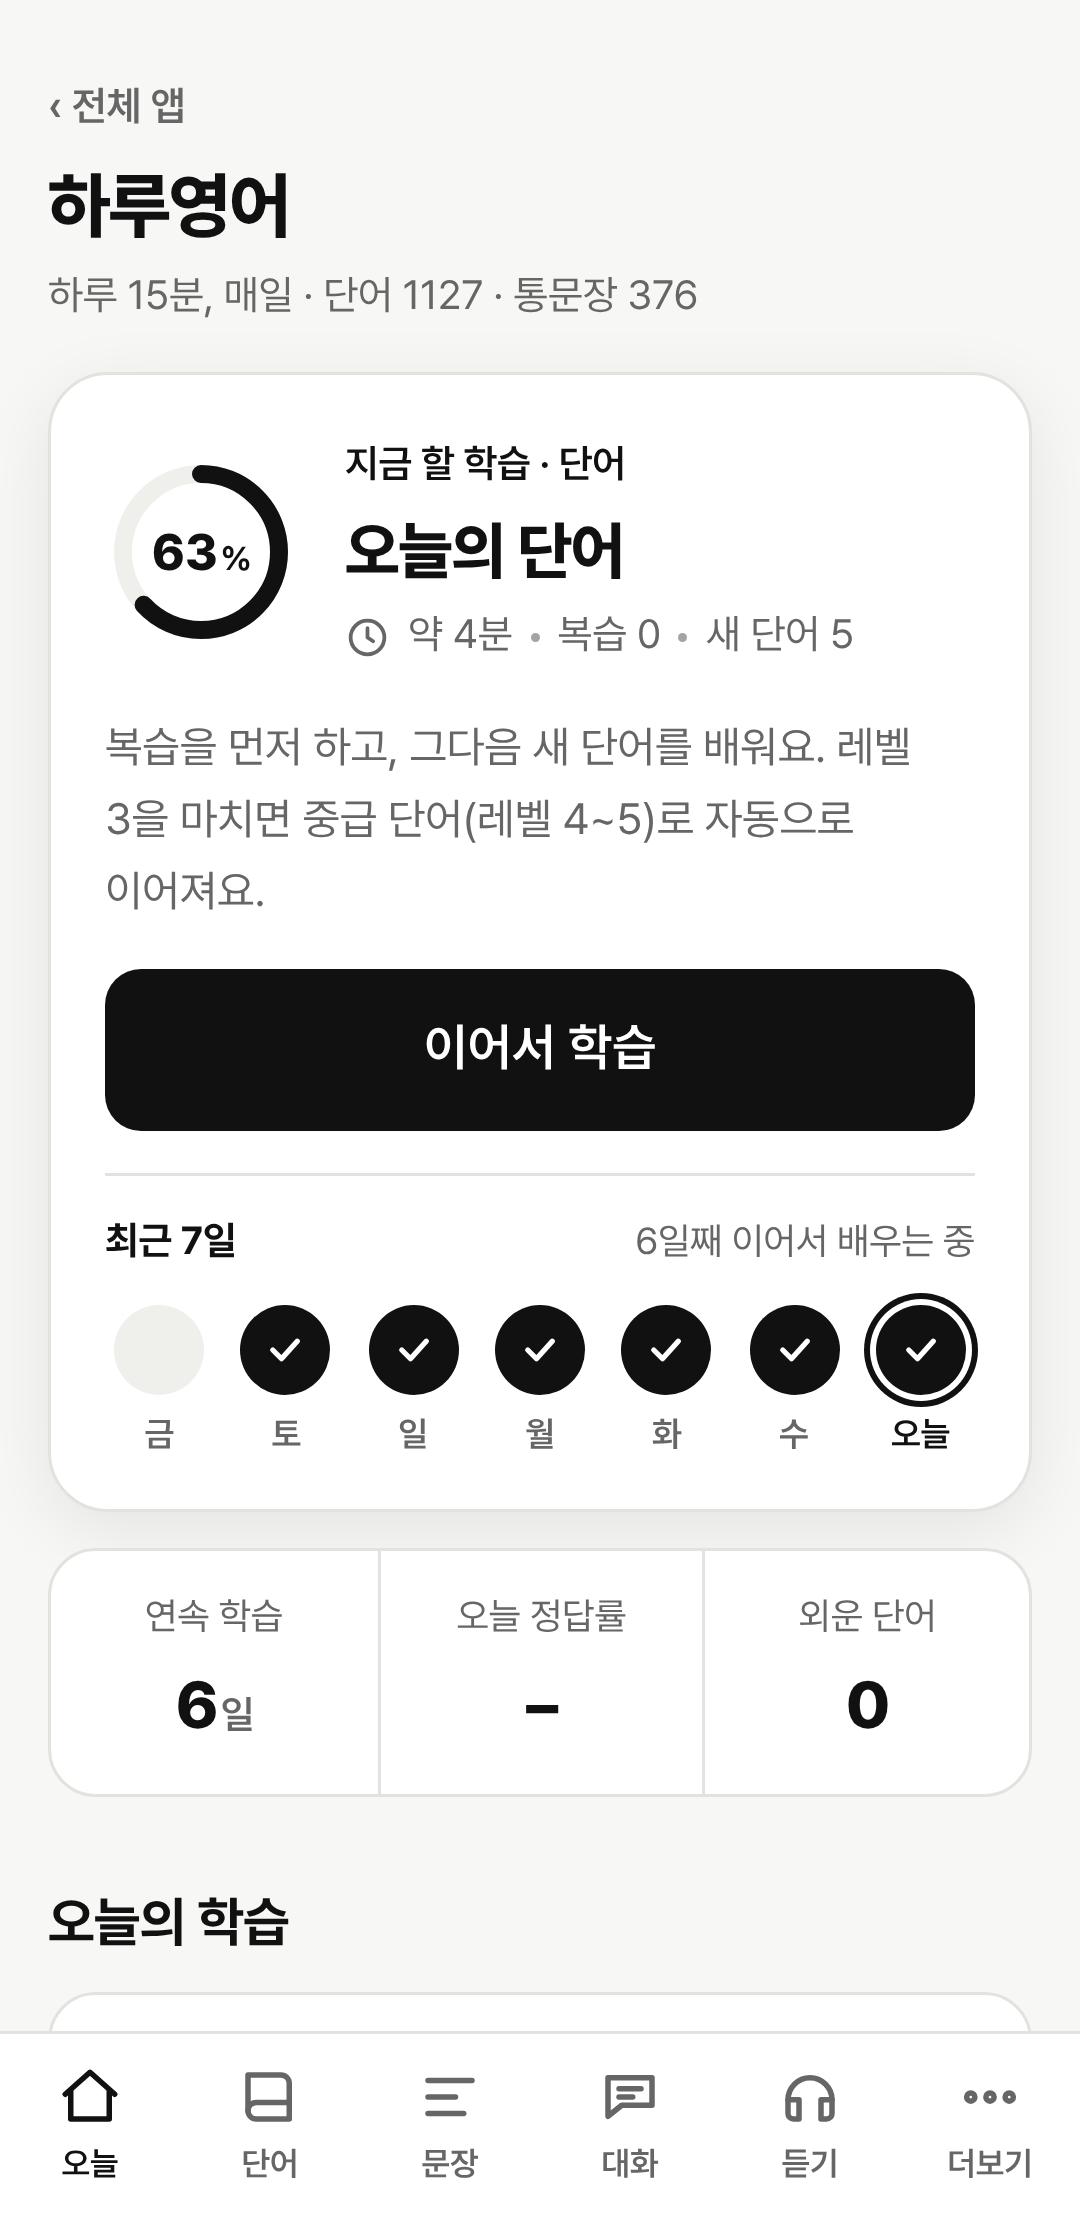 ‹ 전체 앱
하루영어
하루 15분, 매일 · 단어 1127 · 통문장 376
63%
지금 할 학습 · 단어
오늘의 단어
약 4분 • 복습 0 • 새 단어 5
복습을 먼저 하고, 그다음 새 단어를 배워요. 레벨
3을 마치면 중급 단어(레벨 4~5)로 자동으로
이어져요.
이어서 학습
최근 7일 6일째 이어서 배우는 중
금 토 일 월 화 수 오늘
연속 학습 오늘 정답률 외운 단어
6일 – 0
오늘의 학습
오늘 단어 문장 대화 듣기 더보기